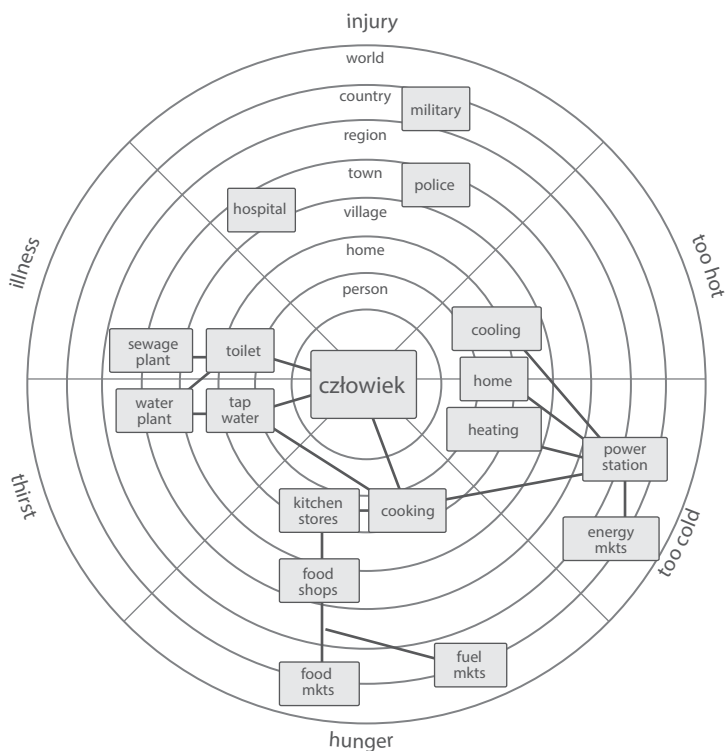 injury
world
country
military
region
town
police
hospital
village
illness
too hot
home
person
cooling
sewage
plant
toilet
człowiek
home
water
plant
tap
water
heating
power
station
thirst
kitchen
stores
cooking
energy
mkts
too cold
food
shops
food
mkts
fuel
mkts
hunger